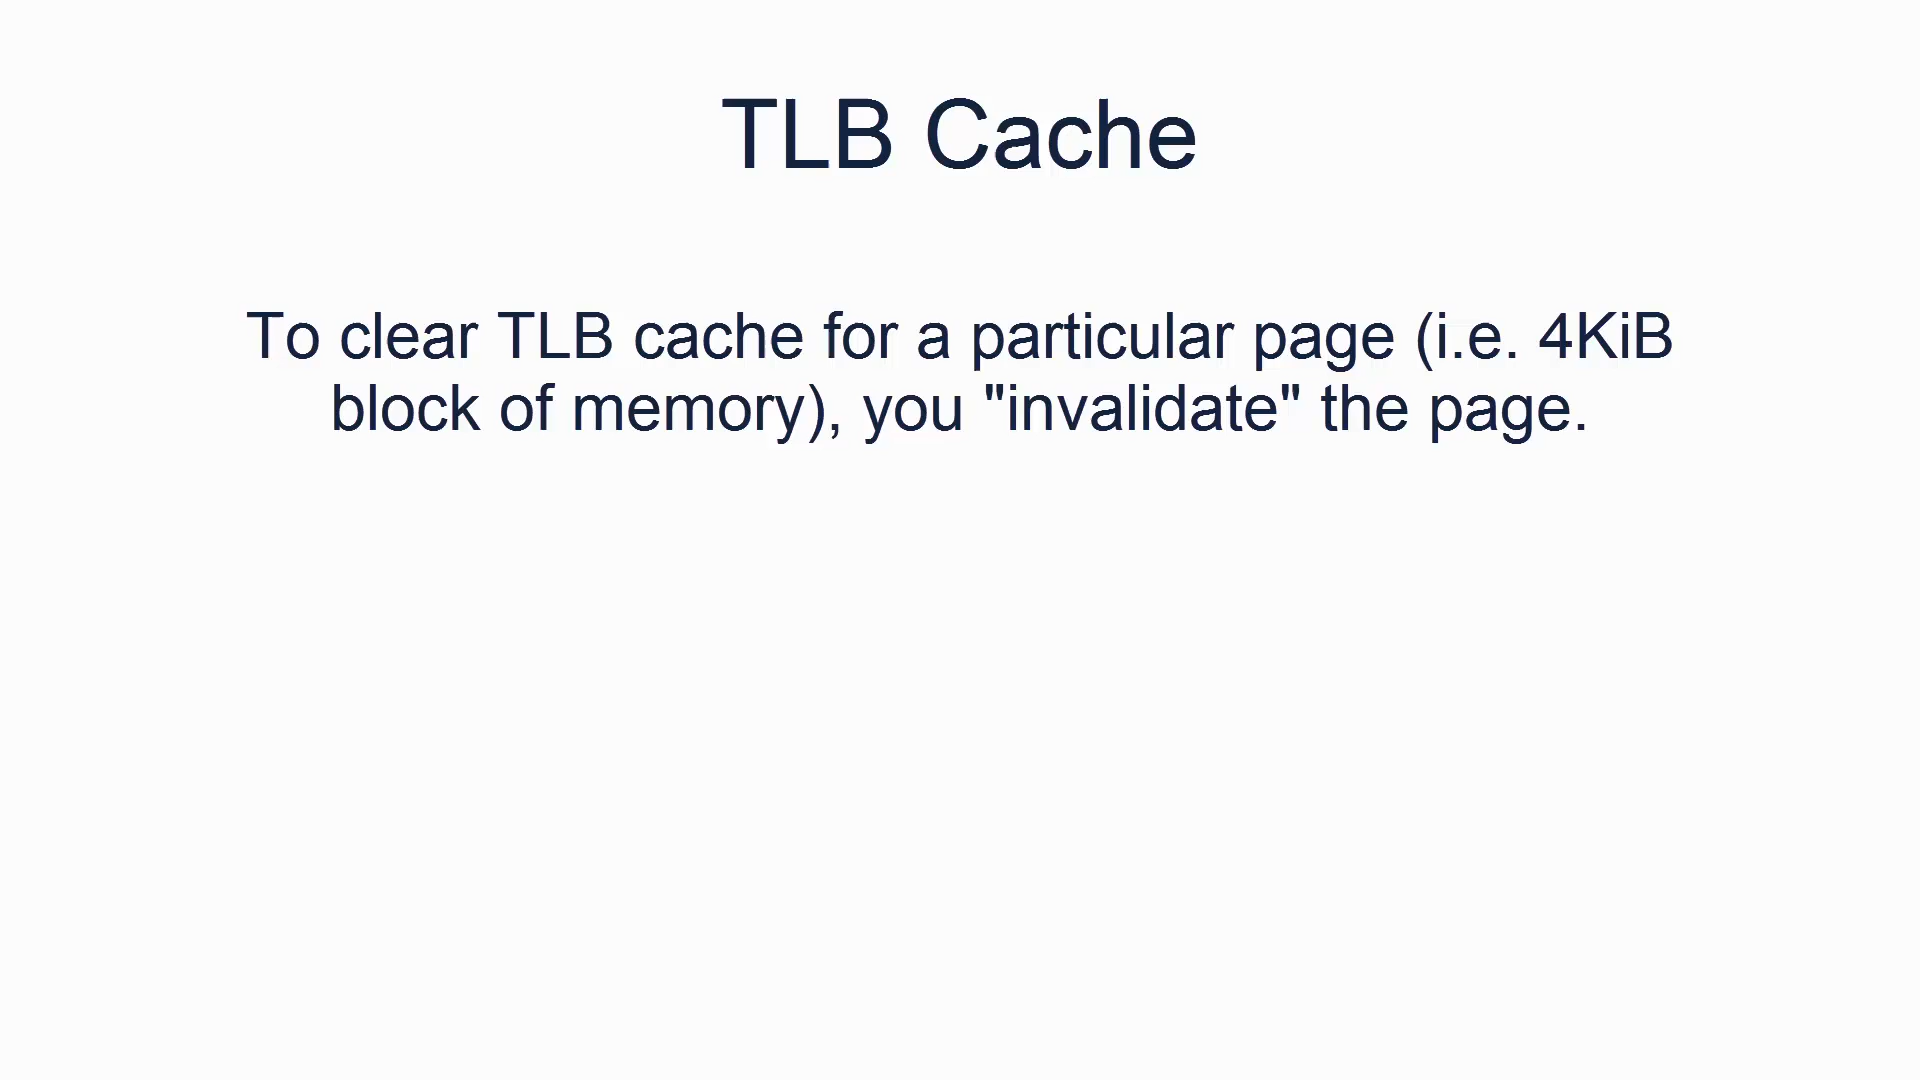 TLB Cache
To clear TLB cache for a particular page (i.e. 4KiB
block of memory), you "invalidate" the page.